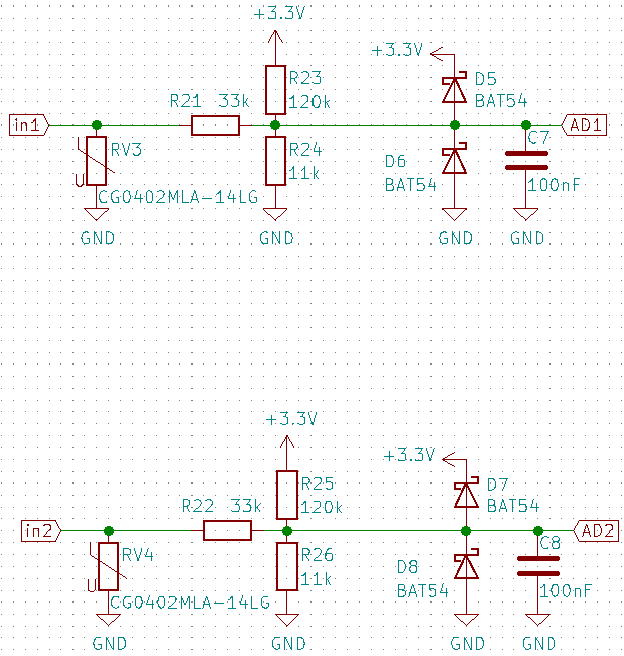 +3.3V
+3.3V
R23
120k
D5
BAT54
R21 33k
in1
AD1
C7
RV3
R24
11k
D6
BAT54
U
CG0402MLA-14LG
100nF
GND
GND
GND
GND
+3.3V
+3.3V
R25
120k
D7
BAT54
R22 33k
in2
AD2
C8
RV4
R26
11k
D8
BAT54
U
CG0402MLA-14LG
100nF
GND
GND
GND
GND